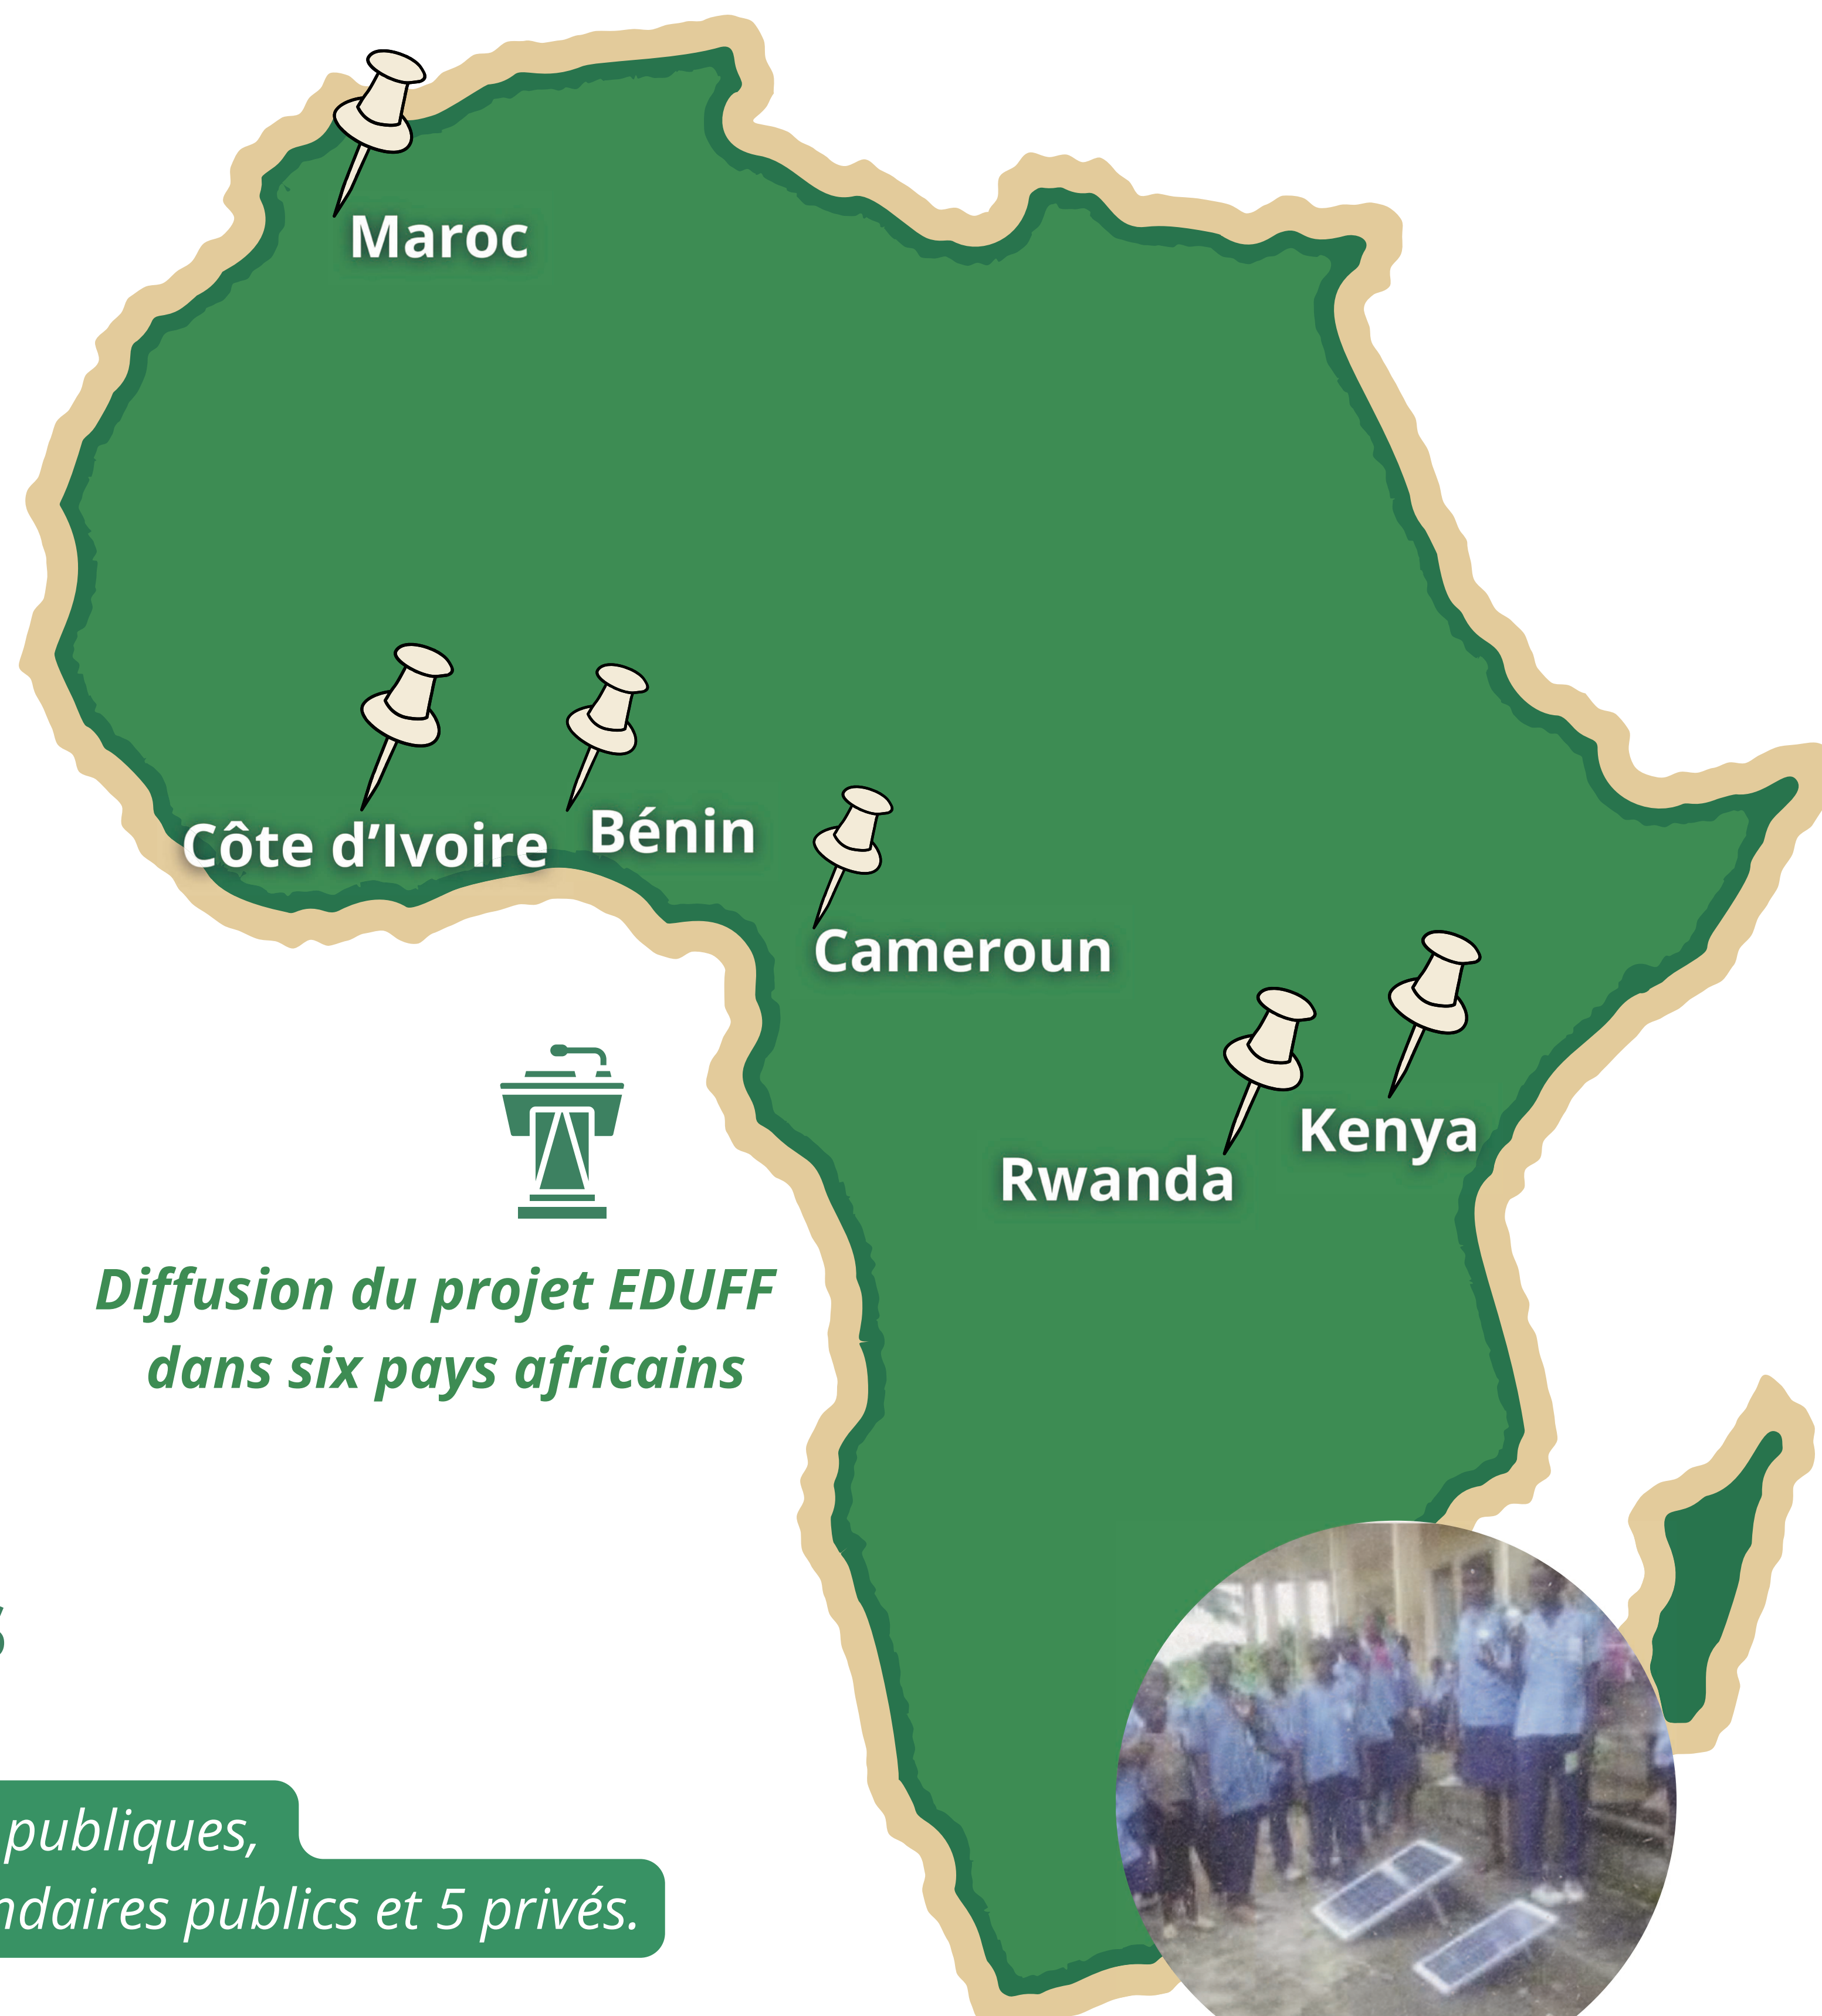 Maroc
Côte d’Ivoire
Bénin
Cameroun
Kenya
Rwanda
Diffusion du projet EDUFF
dans six pays africains
publiques,
publics et 5 privés.